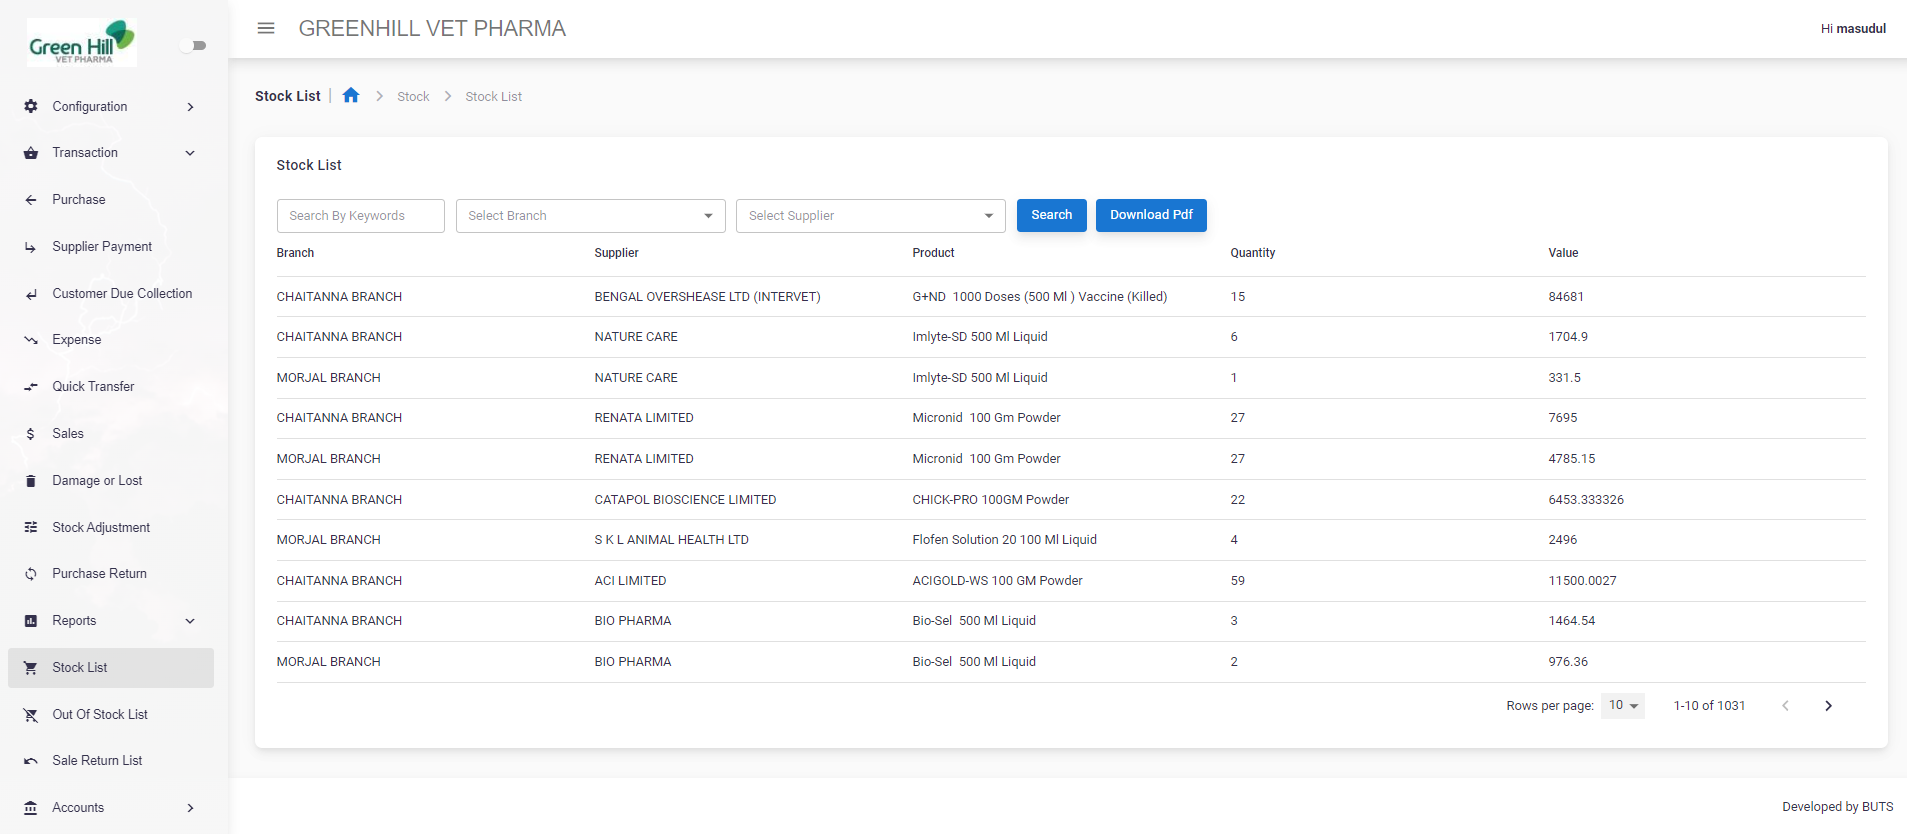 Green Hill
VET PHARMA
GREENHILL VET PHARMA
Hi masudul
Configuration
Transaction
Purchase
Supplier Payment
Customer Due Collection
Expense
Quick Transfer
Sales
Damage or Lost
Stock Adjustment
Purchase Return
Reports
Stock List
Out Of Stock List
Sale Return List
Accounts
Stock List | Stock Stock List
Stock List
Search By Keywords Select Branch Select Supplier Search Download Pdf
Branch Supplier Product Quantity Value
CHAITANNA BRANCH BENGAL OVERSHEASE LTD (INTERVET) G+ND 1000 Doses (500 Ml ) Vaccine (Killed) 15 84681
CHAITANNA BRANCH NATURE CARE Imlyte-SD 500 Ml Liquid 6 1704.9
MORJAL BRANCH NATURE CARE Imlyte-SD 500 Ml Liquid 1 331.5
CHAITANNA BRANCH RENATA LIMITED Micronid 100 Gm Powder 27 7695
MORJAL BRANCH RENATA LIMITED Micronid 100 Gm Powder 27 4785.15
CHAITANNA BRANCH CATAPOL BIOSCIENCE LIMITED CHICK-PRO 100GM Powder 22 6453.333326
MORJAL BRANCH S K L ANIMAL HEALTH LTD Flofen Solution 20 100 Ml Liquid 4 2496
CHAITANNA BRANCH ACI LIMITED ACIGOLD-WS 100 GM Powder 59 11500.0027
CHAITANNA BRANCH BIO PHARMA Bio-Sel 500 Ml Liquid 3 1464.54
MORJAL BRANCH BIO PHARMA Bio-Sel 500 Ml Liquid 2 976.36
Rows per page: 10 1-10 of 1031
Developed by BUTS